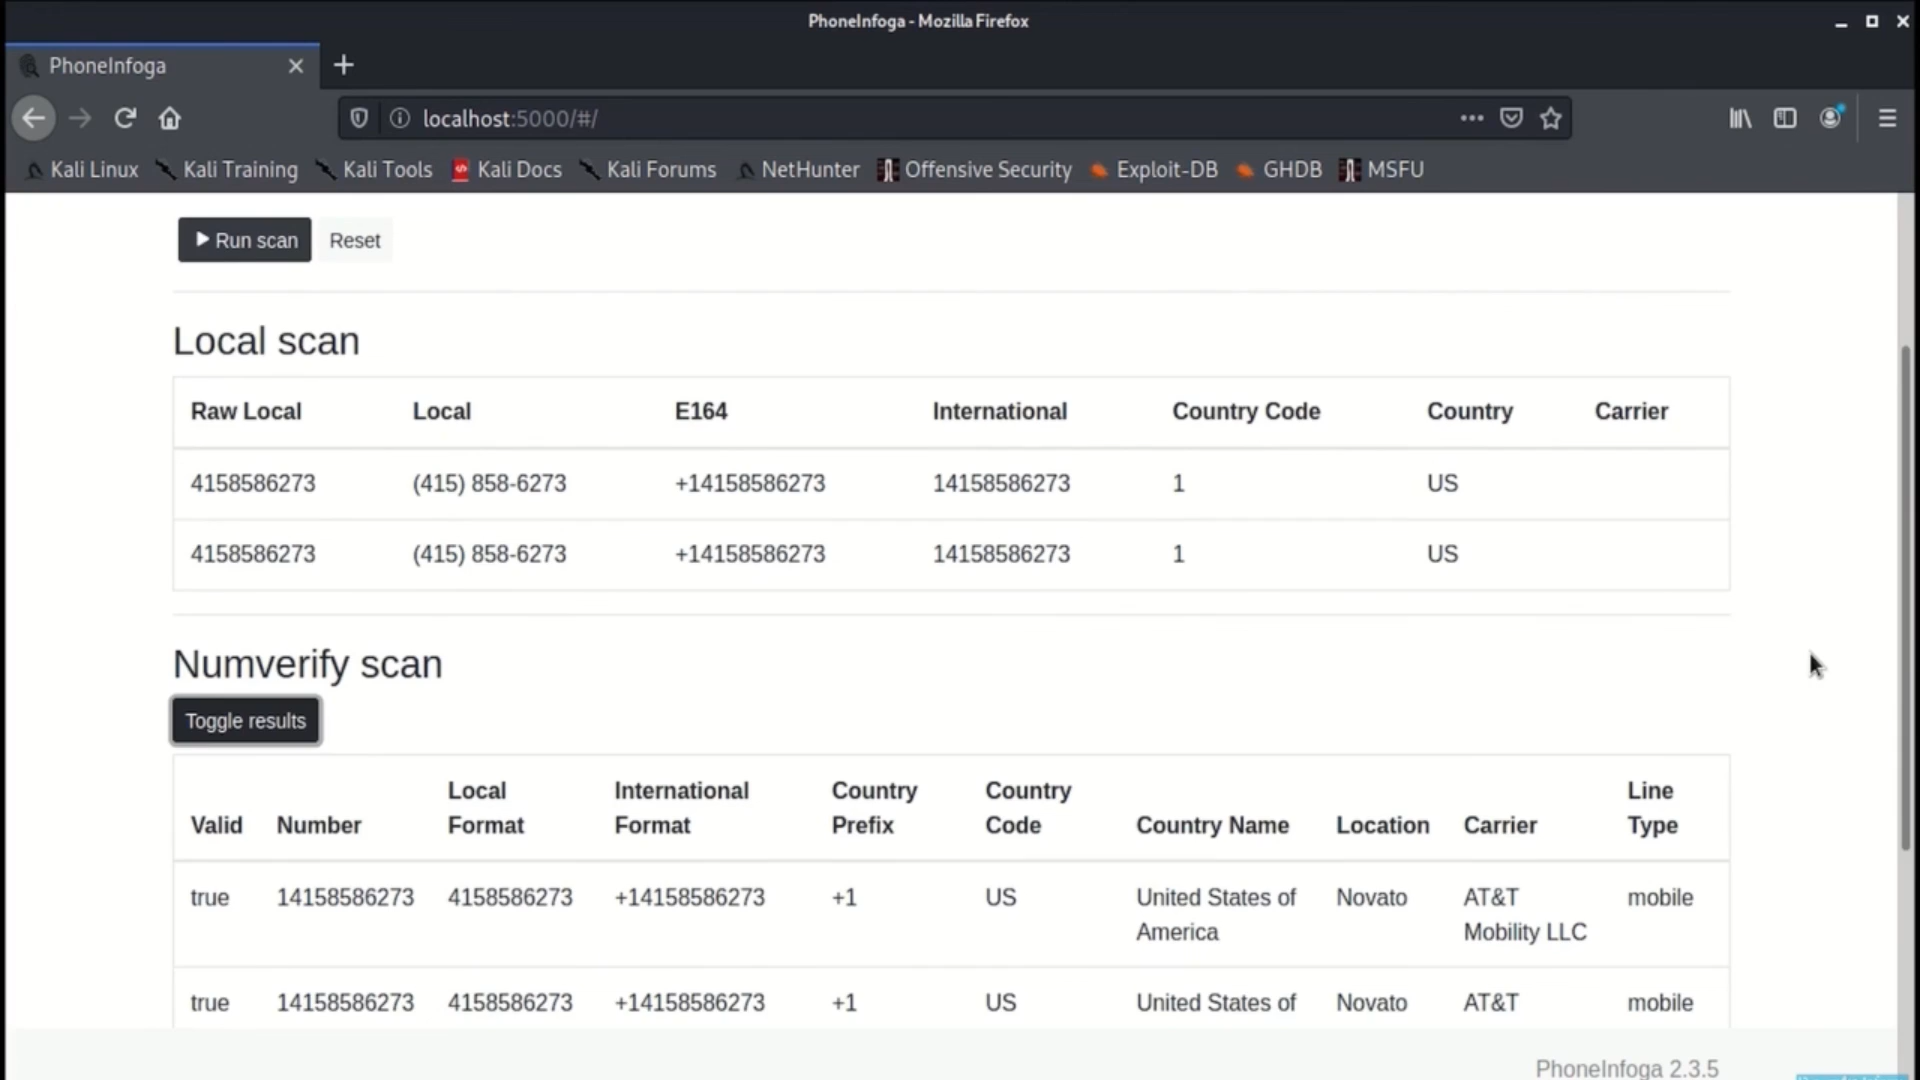 PhoneInfoga - Mozilla Firefox
PhoneInfoga
localhost:5000/#/
Kali Linux Kali Training Kali Tools Kali Docs Kali Forums NetHunter Offensive Security Exploit-DB GHDB MSFU
Run scan Reset
Local scan
Raw Local Local E164 International Country Code Country Carrier
4158586273 (415) 858-6273 +14158586273 14158586273 1 US
4158586273 (415) 858-6273 +14158586273 14158586273 1 US
Numverify scan
Toggle results
Valid Number Local Format International Format Country Prefix Country Code Country Name Location Carrier Line Type
true 14158586273 4158586273 +14158586273 +1 US United States of America Novato AT&T Mobility LLC mobile
true 14158586273 4158586273 +14158586273 +1 US United States of Novato AT&T mobile
PhoneInfoga 2.3.5